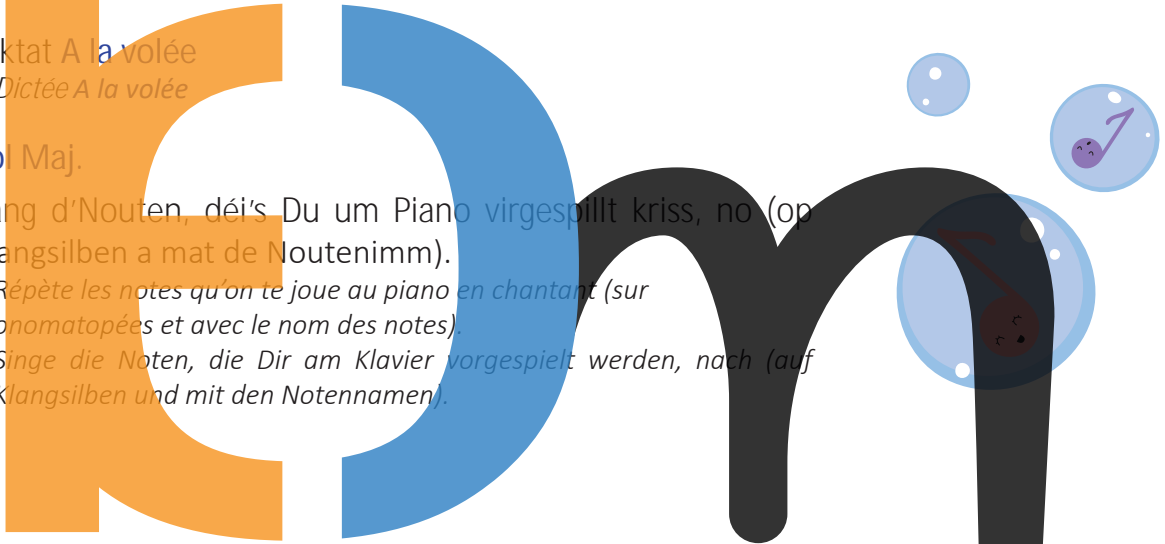 ktat A la volée
Dictée A la volée
ol Maj.
ang d'Nouten, déi's Du um Piano virgespillt kriss, no (op
angsilben a mat de Noutenimm).
Répète les notes qu'on te joue au piano en chantant (sur
onomatopées et avec le nom des notes).
Singe die Noten, die Dir am Klavier vorgespielt werden, nach (auf
Klangsilben und mit den Notennamen).